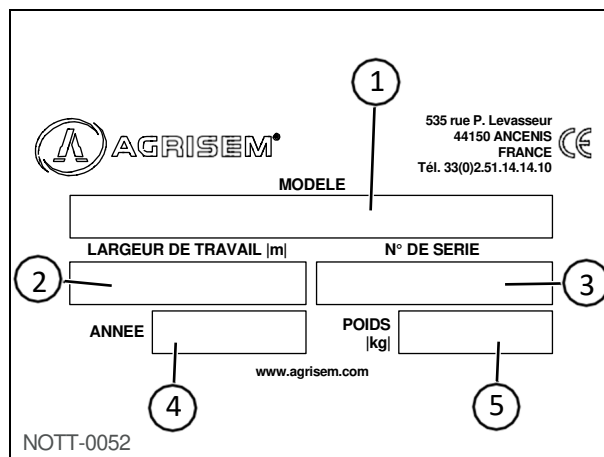 1
535 rue P. Levasseur
44150 ANCENIS
FRANCE
Tél. 33(0)2.51.14.14.10
AGRISEM®
CE
MODELE
LARGEUR DE TRAVAIL |m|
N° DE SERIE
2
3
ANNEE
POIDS
|kg|
www.agrisem.com
4
5
NOTT-0052